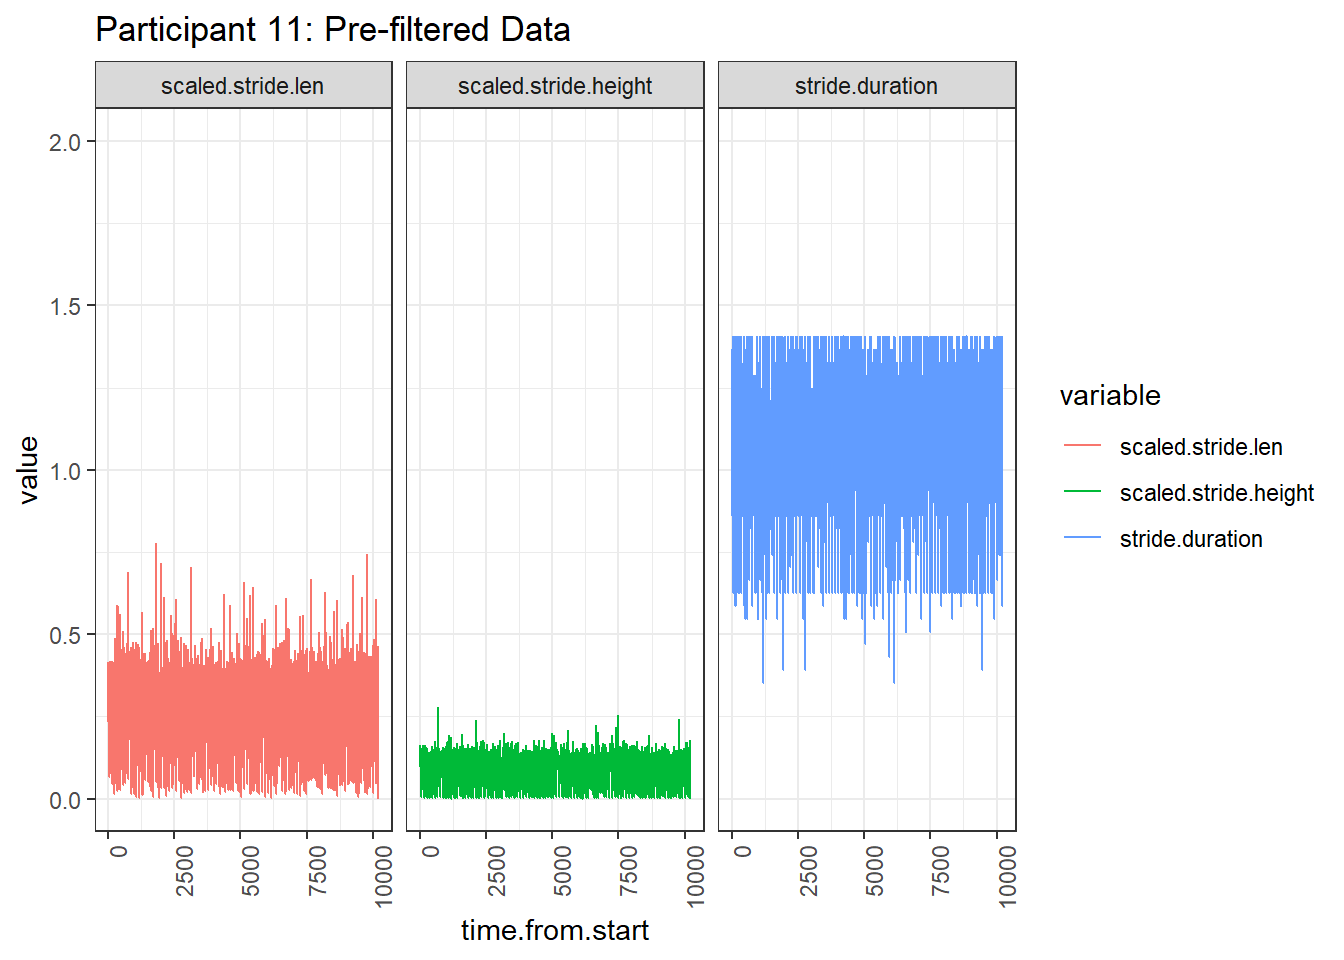 Participant 11: Pre-filtered Data
scaled.stride.len
scaled.stride.height
stride.duration
value
2.0
1.5
1.0
0.5
0.0
0
2500
5000
7500
10000
0
2500
5000
7500
10000
0
2500
5000
7500
10000
time.from.start
variable
scaled.stride.len
scaled.stride.height
stride.duration